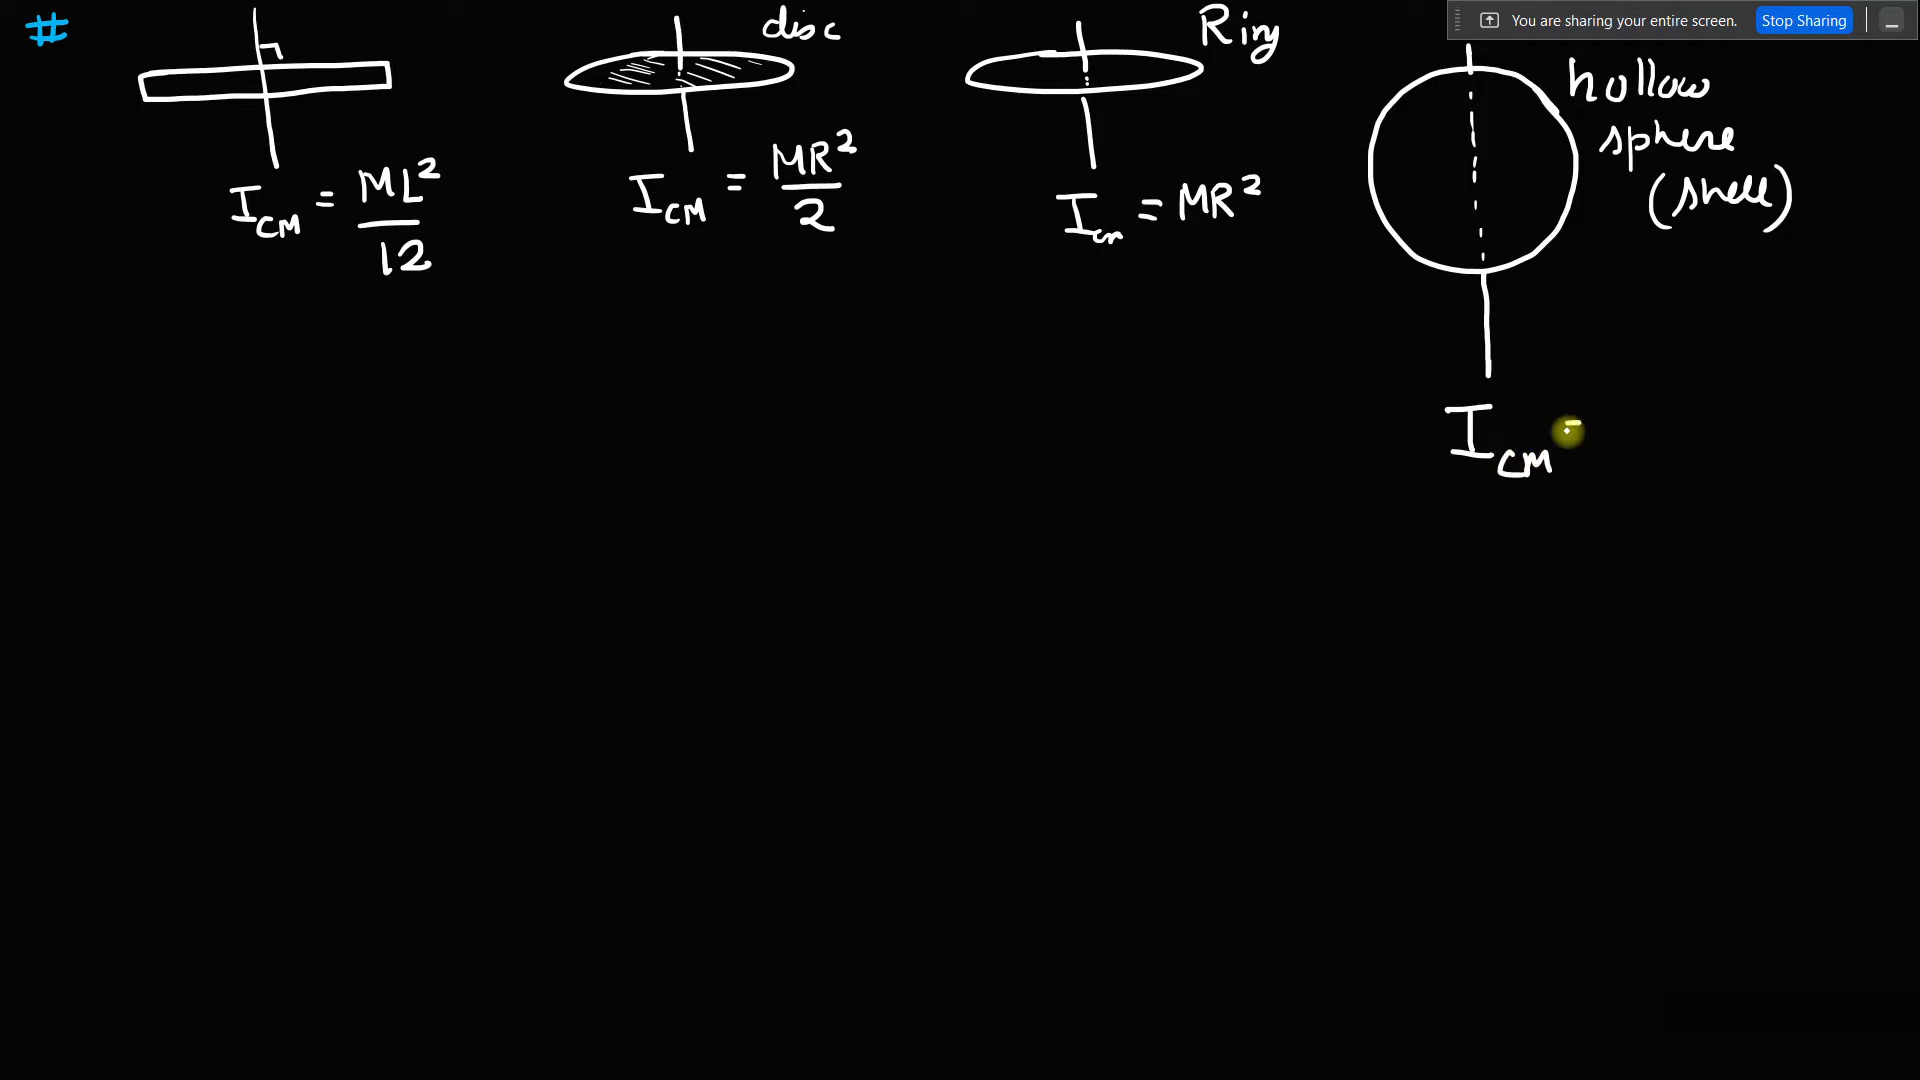 #
disc
Ring
You are sharing your entire screen. Stop Sharing
hollow
sphere
(shell)
I_CM = ML²/12
I_CM = MR²/2
I_cm = MR²
I_CM -